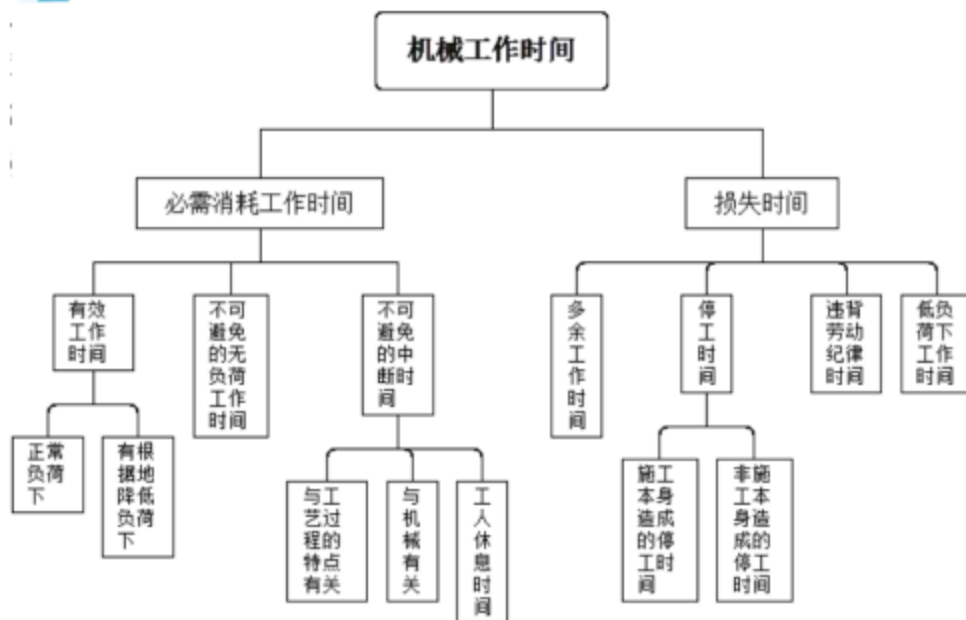 机械工作时间
必需消耗工作时间
损失时间
有效
工作
时间
不可
避免
的无
负荷
工作
时间
不可
避免
的中
断时
间
多
余
工
作
时
间
停
工
时
间
违背
劳动
纪律
时间
低负
荷下
工作
时间
正常
负荷
下
有根
据地
降低
负荷
下
与工
艺过
程的
特点
有关
与
机
械
有
关
工
人
休
息
时
间
施工
本身
造成
的停
工时
间
非施
工本
身造
成的
停工
时间